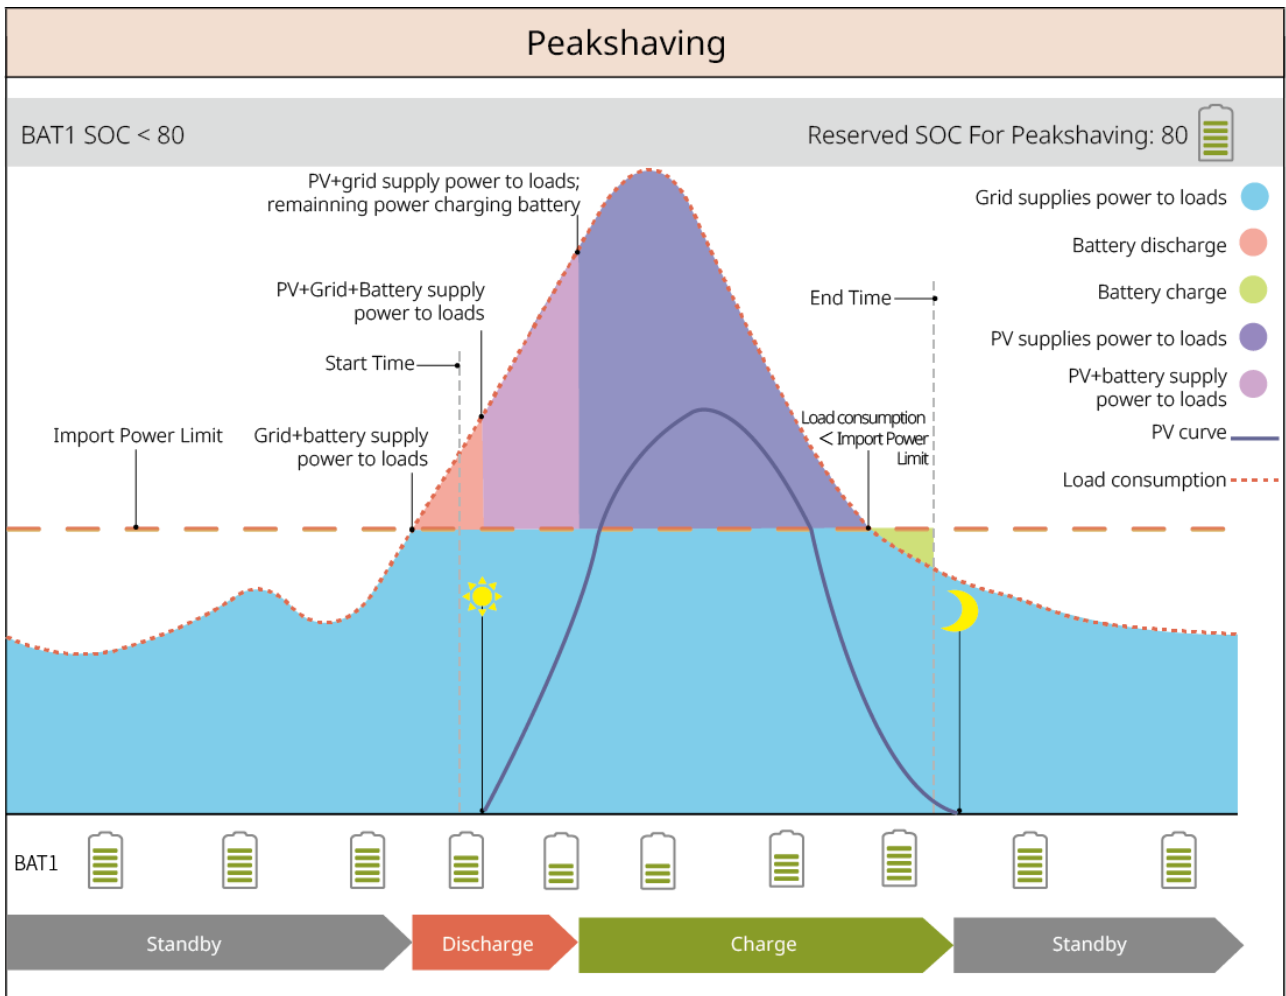 Peakshaving
BAT1 SOC < 80
Reserved SOC For Peakshaving: 80
PV+grid supply power to loads;
remainning power charging battery
Grid supplies power to loads
Battery discharge
PV+Grid+Battery supply
power to loads
End Time
Battery charge
Start Time
PV supplies power to loads
PV+battery supply
power to loads
Import Power Limit
Grid+battery supply
power to loads
Load consumption
< Import Power
Limit
PV curve
Load consumption
BAT1
Standby
Discharge
Charge
Standby